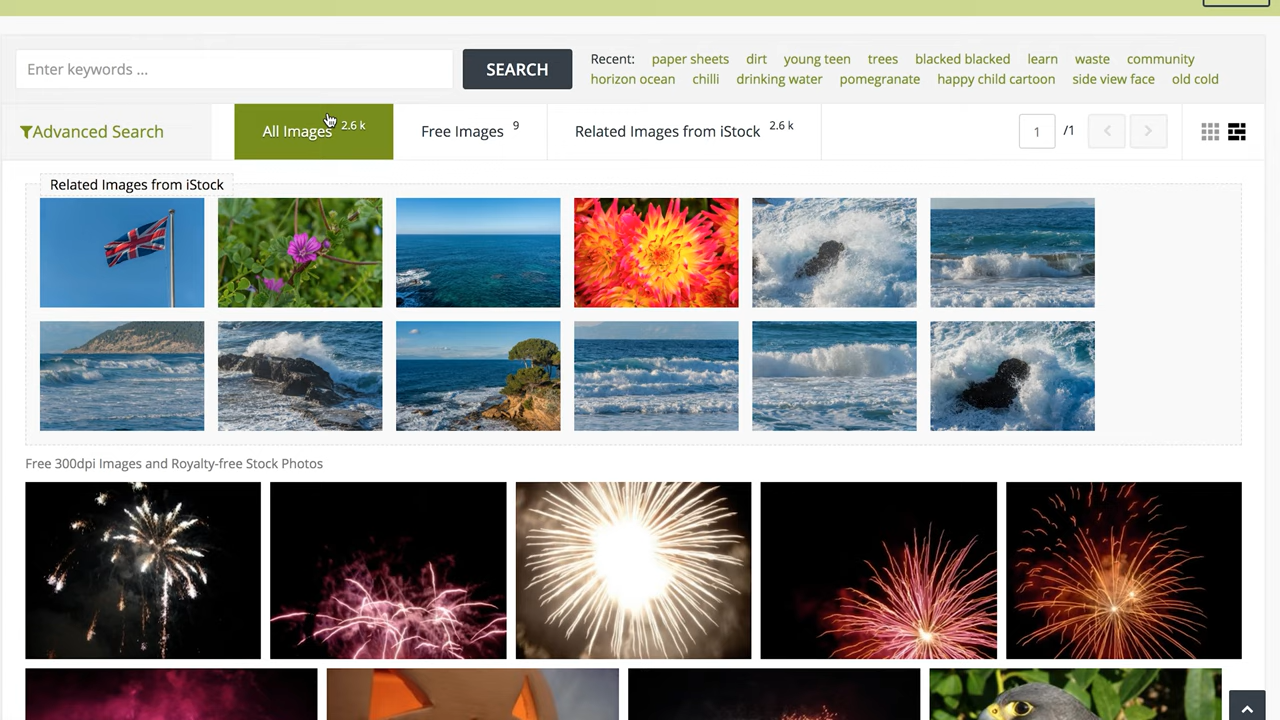 Enter keywords ...
SEARCH
Recent: paper sheets dirt young teen trees blacked blacked learn waste community
horizon ocean chilli drinking water pomegranate happy child cartoon side view face old cold
Advanced Search
All Images 2.6 k
Free Images 9
Related Images from iStock 2.6 k
1 /1
Related Images from iStock
Free 300dpi Images and Royalty-free Stock Photos